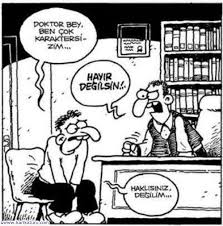 DOKTOR BEY,
BEN ÇOK
KARAKTERSİ-
ZİM...
HAYIR
DEĞİLSİN!.
HAKLISINIZ,
DEĞİLİM...